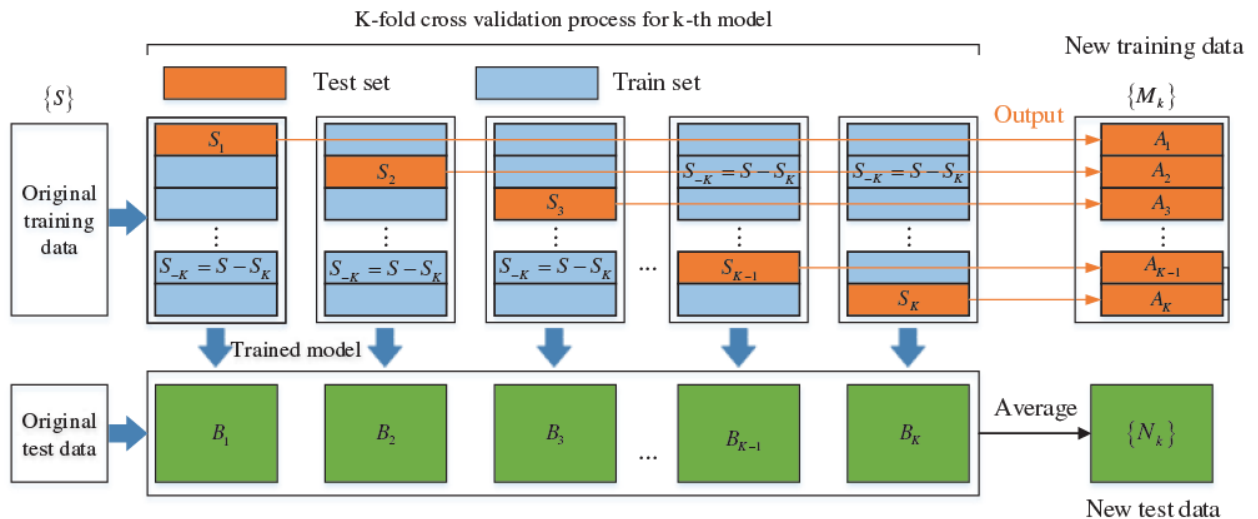 K-fold cross validation process for k-th model
New training data
{S}
Test set
Train set
{M_k}
Output
Original
training
data
S_1
S_2
S_3
⋮
⋮
⋮
⋮
⋮
S_{-K} = S - S_K
S_{-K} = S - S_K
S_{-K} = S - S_K
...
S_{-K} = S - S_K
S_{K-1}
S_{-K} = S - S_K
S_K
A_1
A_2
A_3
⋮
A_{K-1}
A_K
Trained model
Original
test data
B_1
B_2
B_3
...
B_{K-1}
B_K
Average
{N_k}
New test data